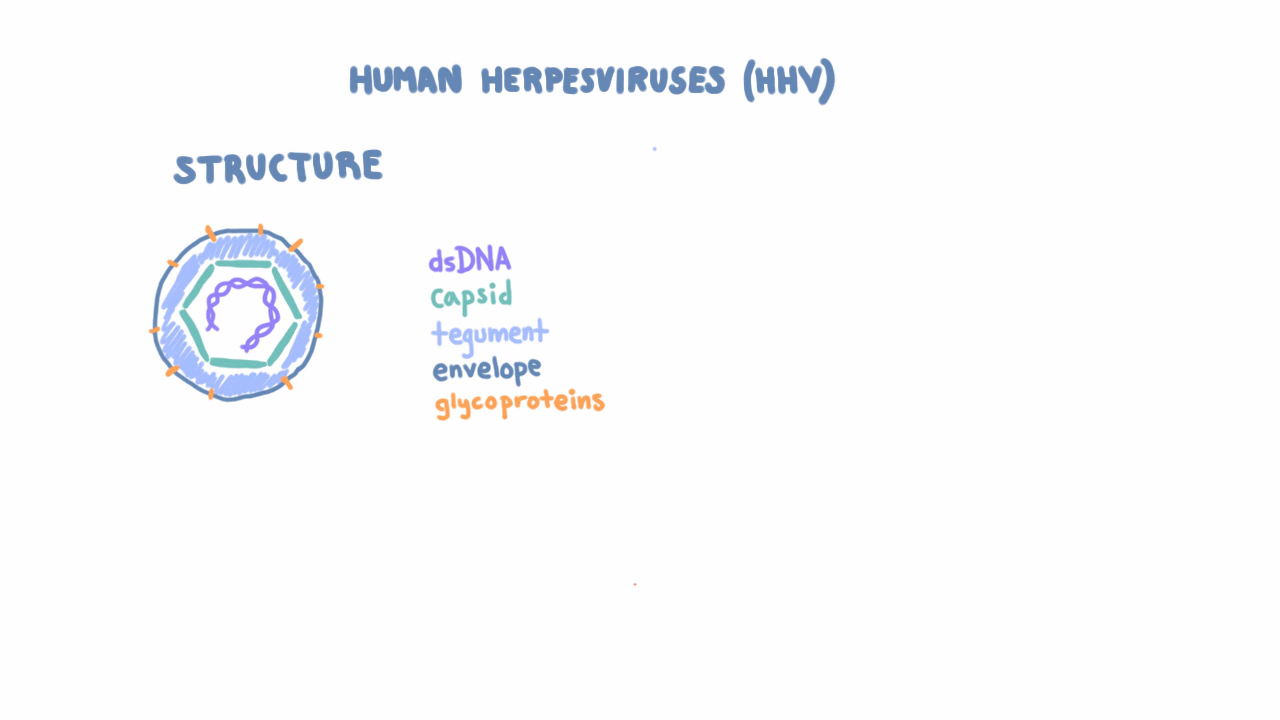 HUMAN HERPESVIRUSES (HHV)
STRUCTURE
dsDNA
capsid
tegument
envelope
glycoproteins